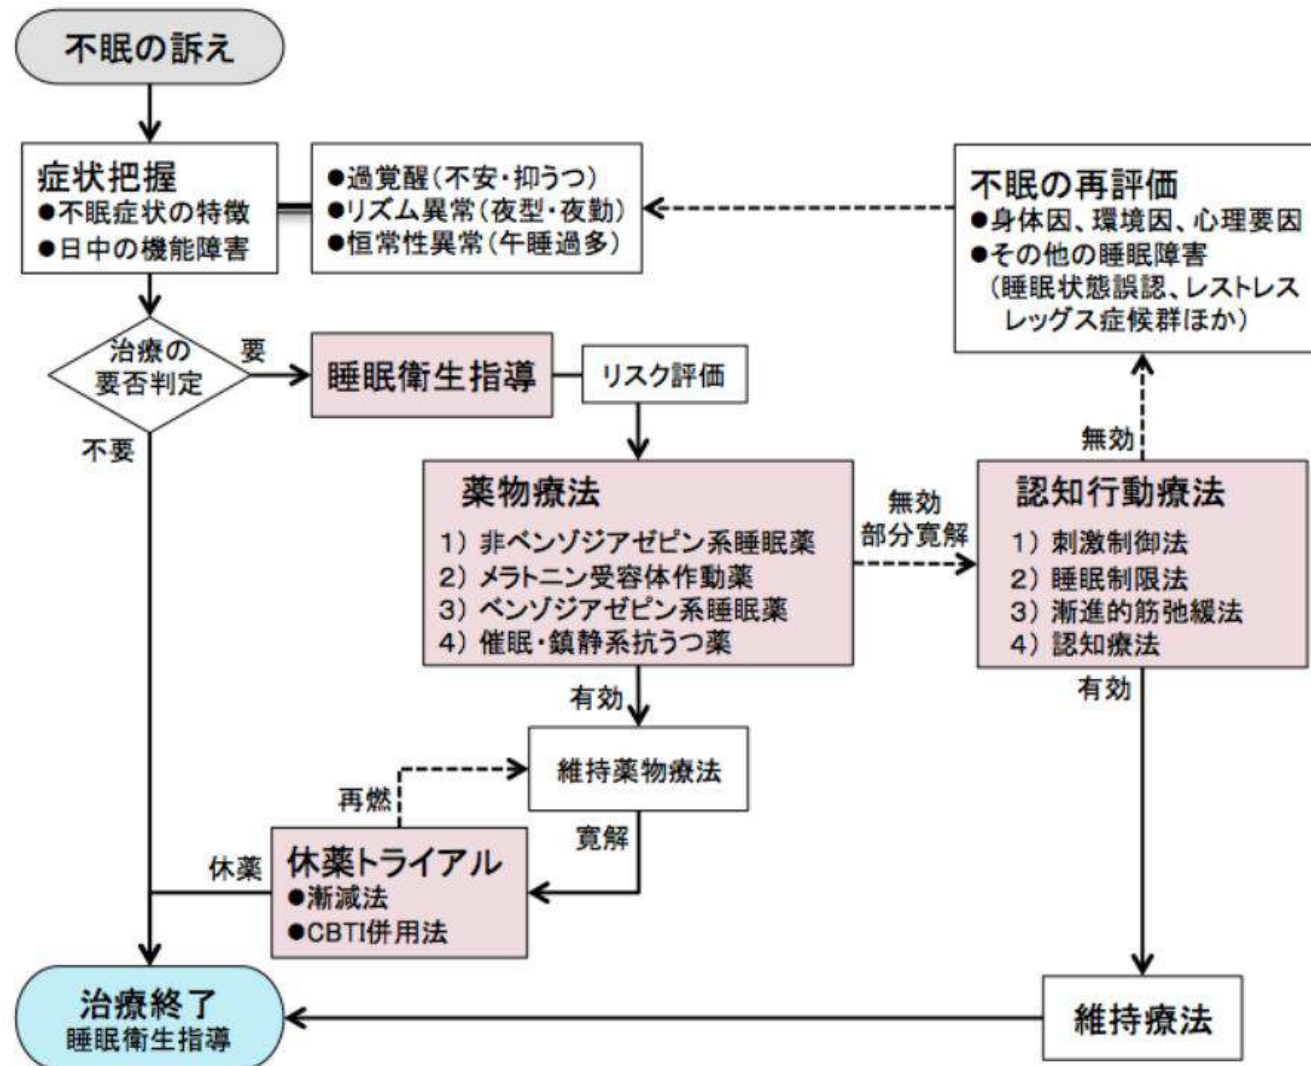 不眠の訴え
症状把握
●不眠症状の特徴
●日中の機能障害
●過覚醒(不安・抑うつ)
●リズム異常(夜型・夜勤)
●恒常性異常(午睡過多)
不眠の再評価
●身体因、環境因、心理要因
●その他の睡眠障害
(睡眠状態誤認、レストレス
レッグス症候群ほか)
治療の
要否判定
要
不要
睡眠衛生指導
リスク評価
薬物療法
1) 非ベンゾジアゼピン系睡眠薬
2) メラトニン受容体作動薬
3) ベンゾジアゼピン系睡眠薬
4) 催眠・鎮静系抗うつ薬
無効
部分寛解
無効
認知行動療法
1) 刺激制御法
2) 睡眠制限法
3) 漸進的筋弛緩法
4) 認知療法
有効
有効
維持薬物療法
再燃
寛解
休薬
休薬トライアル
●漸減法
●CBTI併用法
治療終了
睡眠衛生指導
維持療法